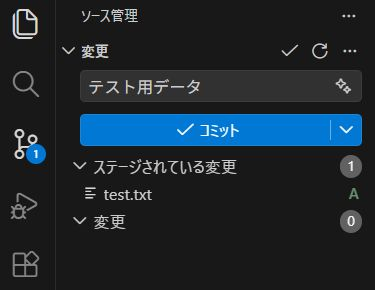 ソース管理
変更
テスト用データ
コミット
ステージされている変更 1
test.txt A
変更 0
1